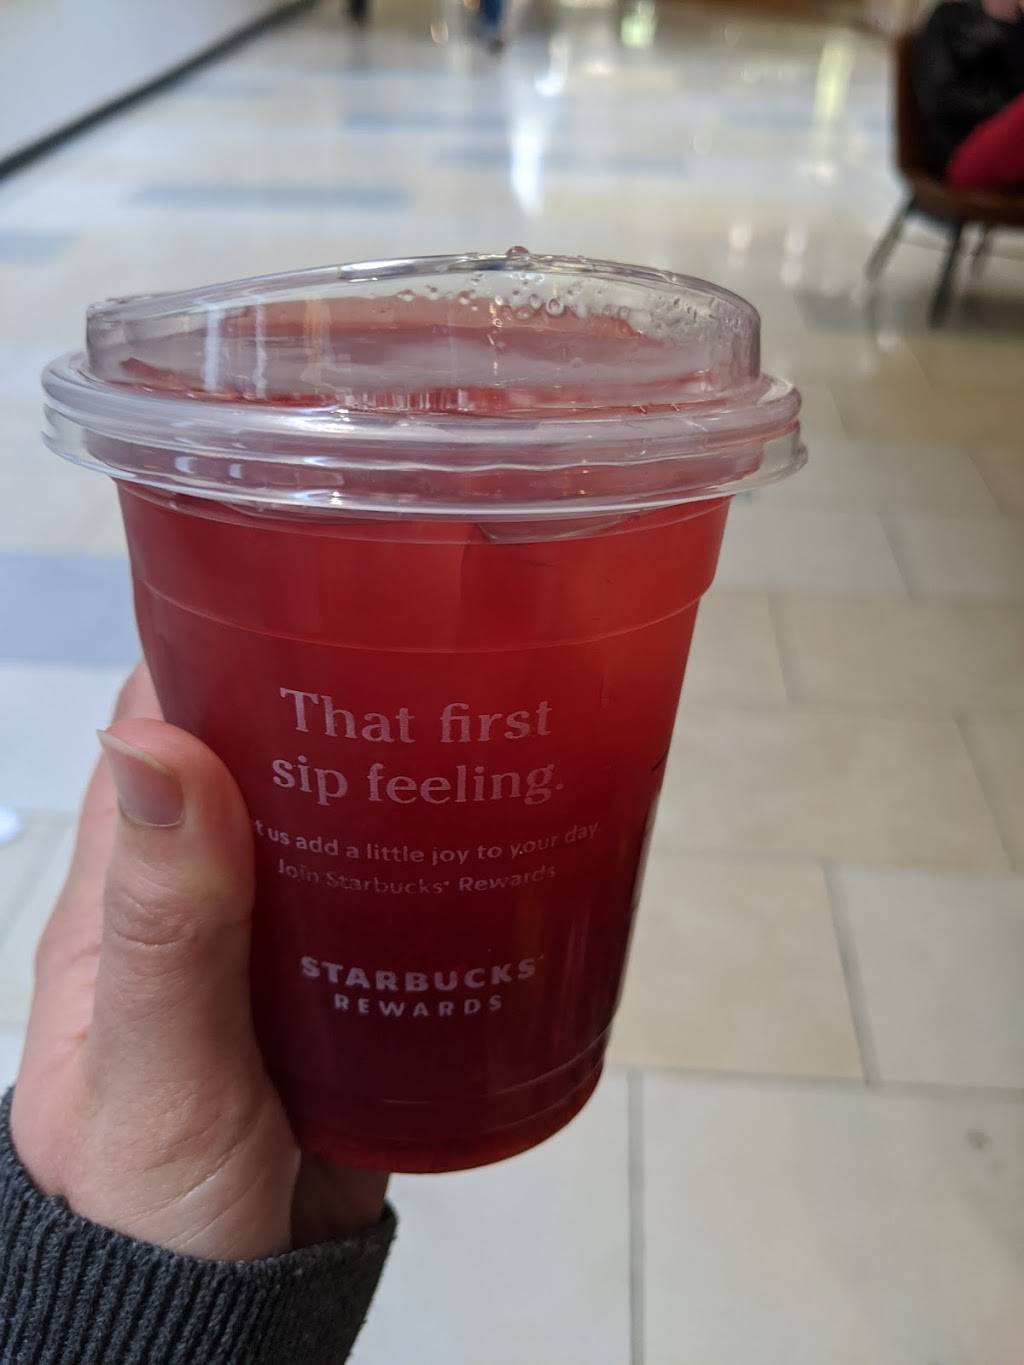 That first
sip feeling.
t us add a little joy to your day.
Join Starbucks® Rewards
STARBUCKS®
REWARDS